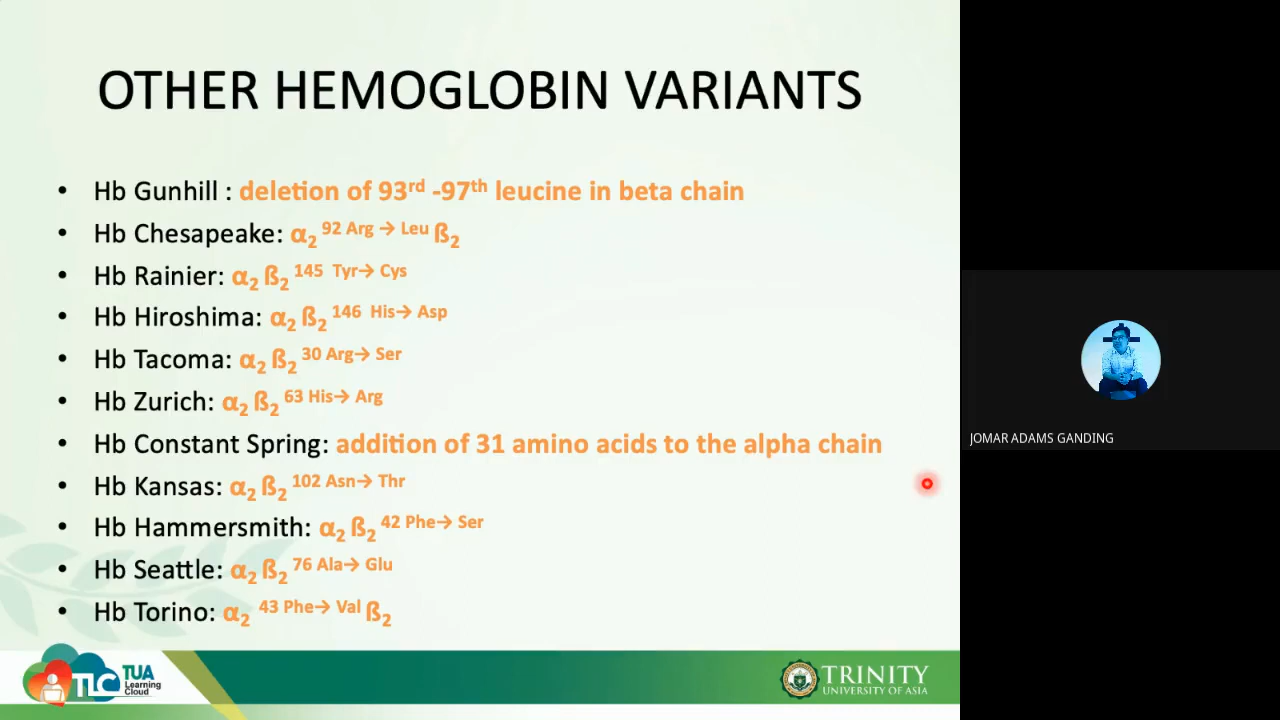 OTHER HEMOGLOBIN VARIANTS
• Hb Gunhill : deletion of 93rd -97th leucine in beta chain
• Hb Chesapeake: α2 92 Arg → Leu ß2
• Hb Rainier: α2 ß2 145 Tyr→ Cys
• Hb Hiroshima: α2 ß2 146 His→ Asp
• Hb Tacoma: α2 ß2 30 Arg→ Ser
• Hb Zurich: α2 ß2 63 His→ Arg
• Hb Constant Spring: addition of 31 amino acids to the alpha chain
• Hb Kansas: α2 ß2 102 Asn→ Thr
• Hb Hammersmith: α2 ß2 42 Phe→ Ser
• Hb Seattle: α2 ß2 76 Ala→ Glu
• Hb Torino: α2 43 Phe→ Val ß2
JOMAR ADAMS GANDING
TLC TUA
Learning
Cloud
TRINITY
UNIVERSITY OF ASIA